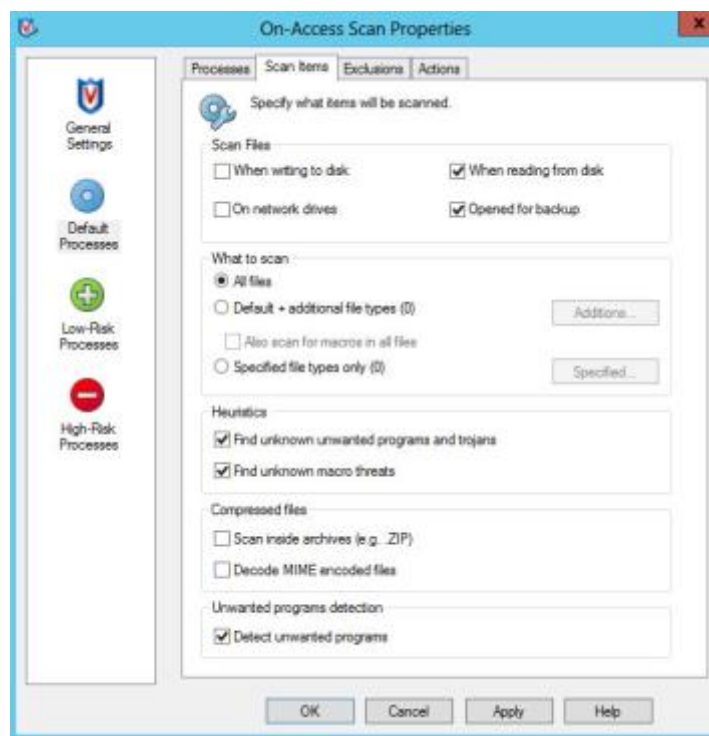 On-Access Scan Properties
x
General
Settings
Default
Processes
Low-Risk
Processes
High-Risk
Processes
Processes Scan Items Exclusions Actions
Specify what items will be scanned.
Scan Files
When writing to disk When reading from disk
On network drives Opened for backup
What to scan
All files
Default + additional file types (0) Additions...
Also scan for macros in all files
Specified file types only (0) Specified...
Heuristics
Find unknown unwanted programs and trojans
Find unknown macro threats
Compressed files
Scan inside archives (e.g. .ZIP)
Decode MIME encoded files
Unwanted programs detection
Detect unwanted programs
OK Cancel Apply Help